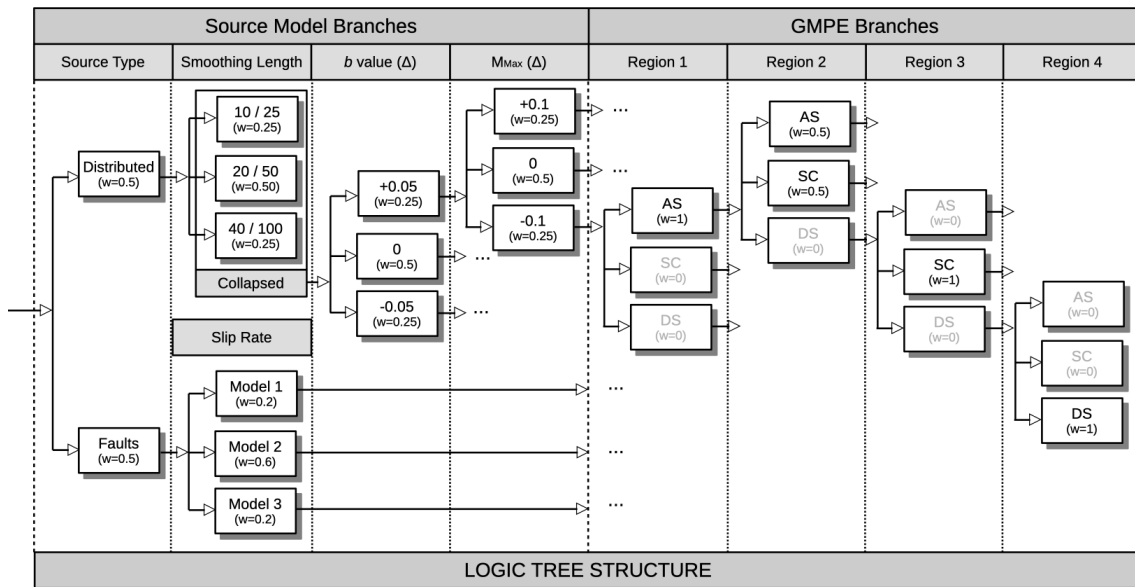 Source Model Branches
GMPE Branches
Source Type
Smoothing Length
b value (Δ)
MMax (Δ)
Region 1
Region 2
Region 3
Region 4
Distributed
(w=0.5)
10 / 25
(w=0.25)
20 / 50
(w=0.50)
40 / 100
(w=0.25)
Collapsed
+0.05
(w=0.25)
0
(w=0.5)
...
-0.05
(w=0.25)
...
+0.1
(w=0.25)
...
0
(w=0.5)
...
-0.1
(w=0.25)
AS
(w=1)
SC
(w=0)
DS
(w=0)
AS
(w=0.5)
SC
(w=0.5)
DS
(w=0)
AS
(w=0)
SC
(w=1)
DS
(w=0)
AS
(w=0)
SC
(w=0)
DS
(w=1)
Slip Rate
Faults
(w=0.5)
Model 1
(w=0.2)
...
Model 2
(w=0.6)
...
Model 3
(w=0.2)
...
LOGIC TREE STRUCTURE